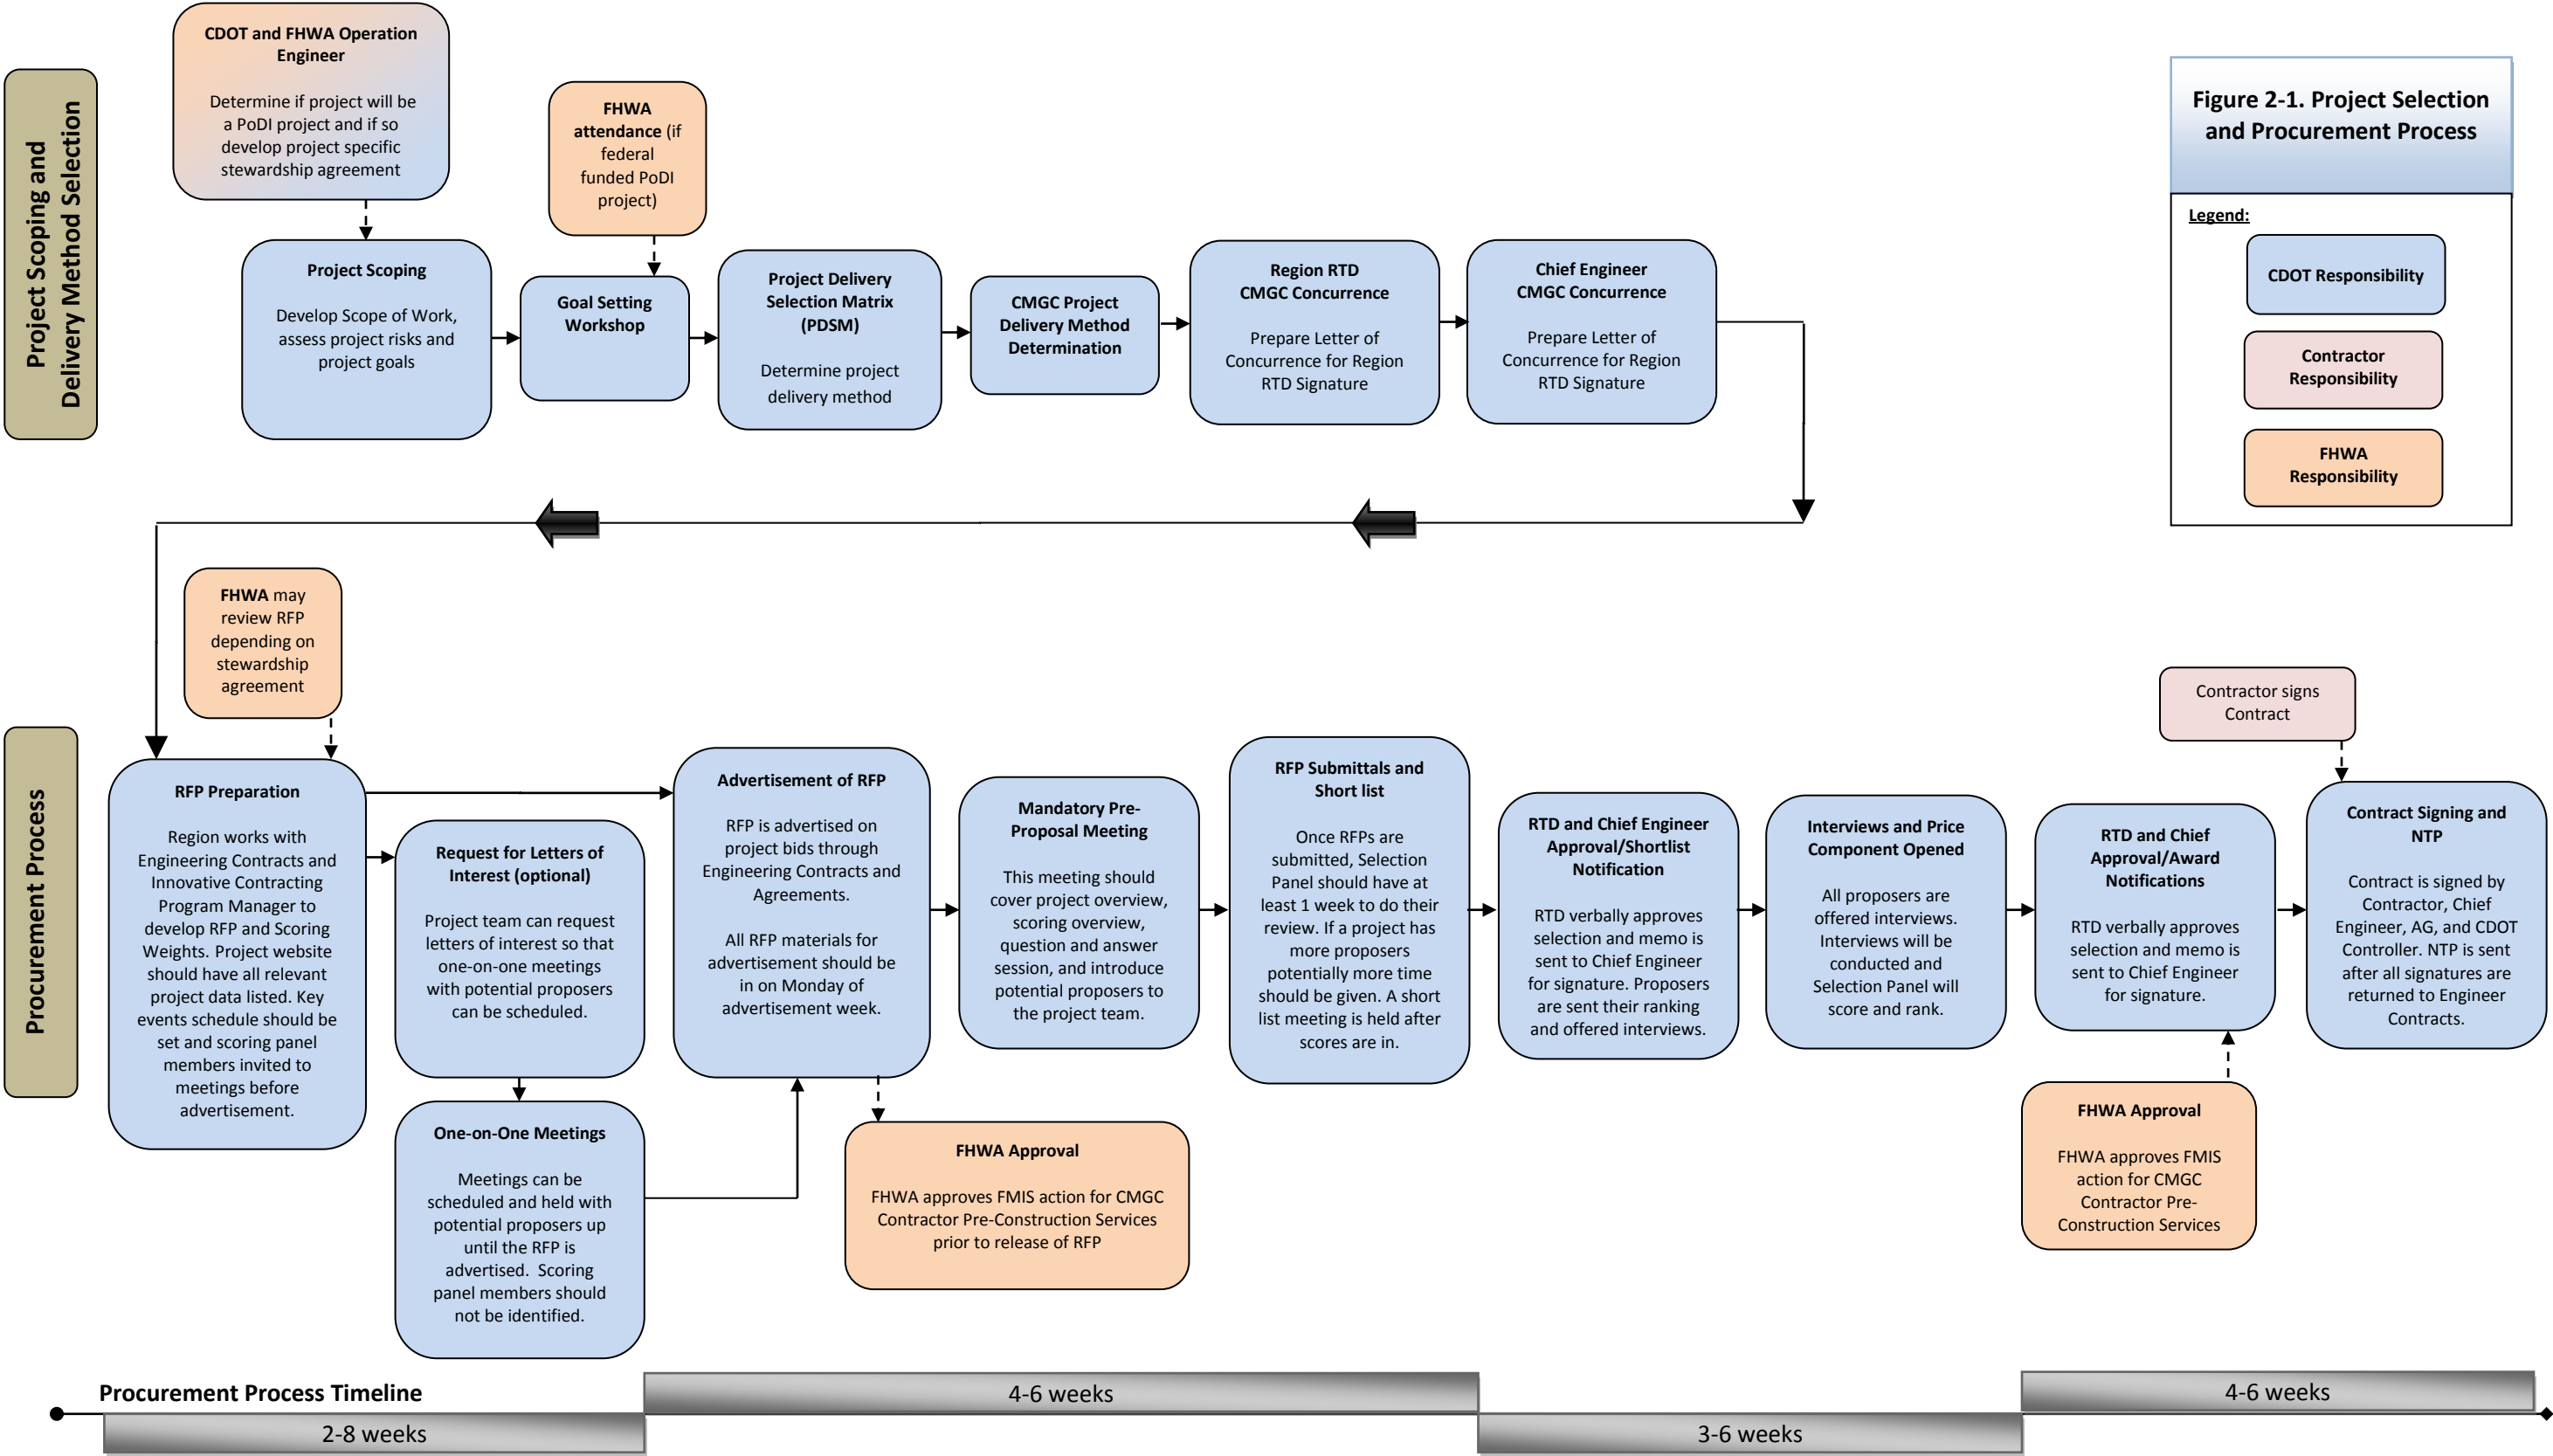 CDOT and FHWA Operation
Engineer
Determine if project will be
a PoDI project and if so
develop project specific
stewardship agreement
FHWA
attendance (if
federal
funded PoDI
project)
Figure 2-1. Project Selection
and Procurement Process
Legend:
CDOT Responsibility
Contractor
Responsibility
FHWA
Responsibility
Project Scoping and
Delivery Method Selection
Project Scoping
Develop Scope of Work,
assess project risks and
project goals
Goal Setting
Workshop
Project Delivery
Selection Matrix
(PDSM)
Determine project
delivery method
CMGC Project
Delivery Method
Determination
Region RTD
CMGC Concurrence
Prepare Letter of
Concurrence for Region
RTD Signature
Chief Engineer
CMGC Concurrence
Prepare Letter of
Concurrence for Region
RTD Signature
FHWA may
review RFP
depending on
stewardship
agreement
Contractor signs
Contract
Procurement Process
RFP Preparation
Region works with
Engineering Contracts and
Innovative Contracting
Program Manager to
develop RFP and Scoring
Weights. Project website
should have all relevant
project data listed. Key
events schedule should be
set and scoring panel
members invited to
meetings before
advertisement.
Request for Letters of
Interest (optional)
Project team can request
letters of interest so that
one-on-one meetings
with potential proposers
can be scheduled.
One-on-One Meetings
Meetings can be
scheduled and held with
potential proposers up
until the RFP is
advertised.  Scoring
panel members should
not be identified.
Advertisement of RFP
RFP is advertised on
project bids through
Engineering Contracts and
Agreements.
All RFP materials for
advertisement should be
in on Monday of
advertisement week.
FHWA Approval
FHWA approves FMIS action for CMGC
Contractor Pre-Construction Services
prior to release of RFP
Mandatory Pre-
Proposal Meeting
This meeting should
cover project overview,
scoring overview,
question and answer
session, and introduce
potential proposers to
the project team.
RFP Submittals and
Short list
Once RFPs are
submitted, Selection
Panel should have at
least 1 week to do their
review. If a project has
more proposers
potentially more time
should be given. A short
list meeting is held after
scores are in.
RTD and Chief Engineer
Approval/Shortlist
Notification
RTD verbally approves
selection and memo is
sent to Chief Engineer
for signature. Proposers
are sent their ranking
and offered interviews.
Interviews and Price
Component Opened
All proposers are
offered interviews.
Interviews will be
conducted and
Selection Panel will
score and rank.
RTD and Chief
Approval/Award
Notifications
RTD verbally approves
selection and memo is
sent to Chief Engineer
for signature.
FHWA Approval
FHWA approves FMIS
action for CMGC
Contractor Pre-
Construction Services
Contract Signing and
NTP
Contract is signed by
Contractor, Chief
Engineer, AG, and CDOT
Controller. NTP is sent
after all signatures are
returned to Engineer
Contracts.
Procurement Process Timeline
2-8 weeks
4-6 weeks
3-6 weeks
4-6 weeks